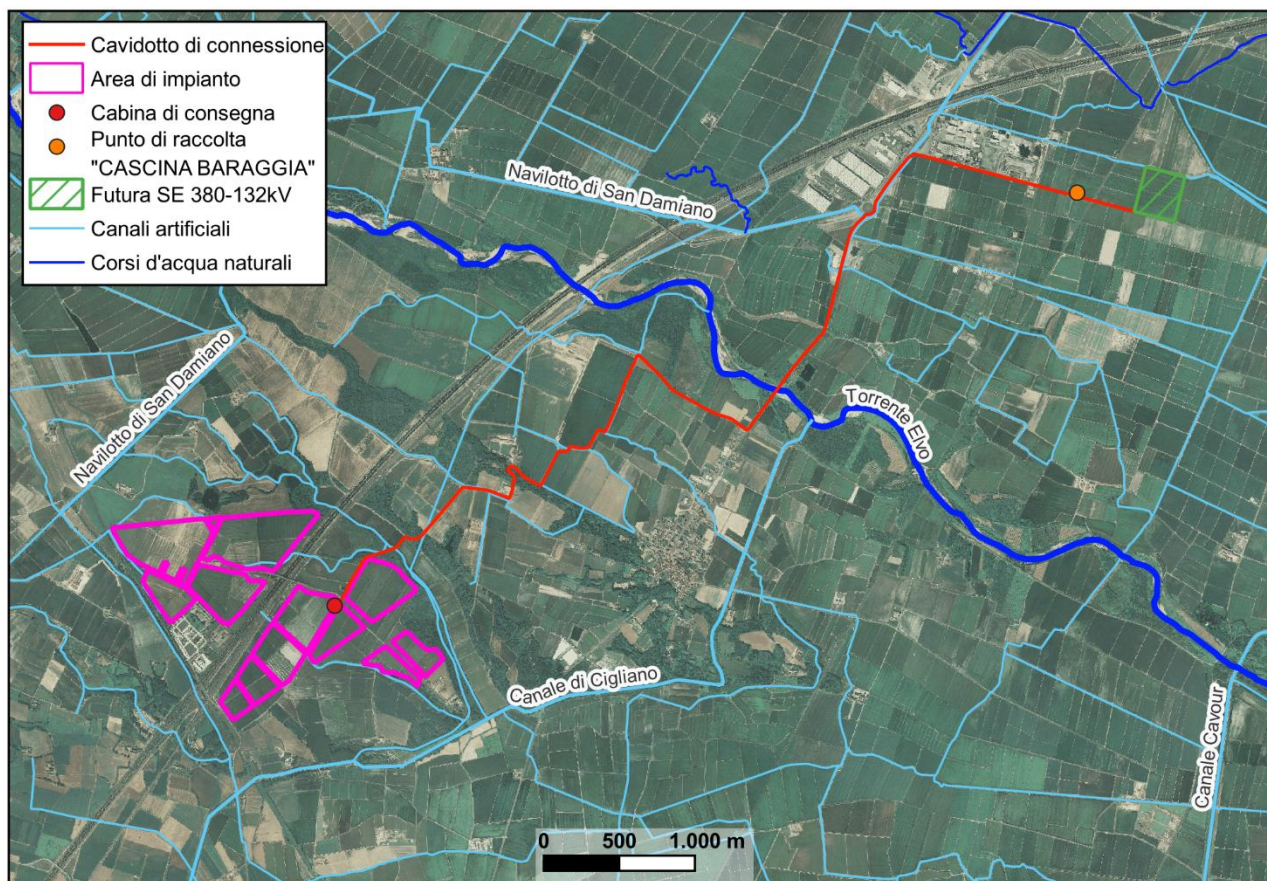 Cavidotto di connessione
Area di impianto
Cabina di consegna
Punto di raccolta
"CASCINA BARAGGIA"
Futura SE 380-132kV
Canali artificiali
Corsi d'acqua naturali
Navilotto di San Damiano
Navilotto di San Damiano
Torrente Elvo
Canale di Cigliano
Canale Cavour
0 500 1.000 m